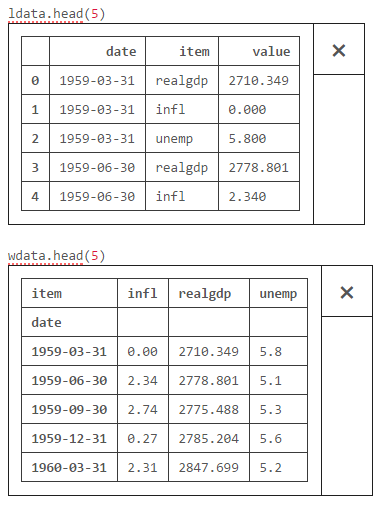 ldata.head(5)
date item value
0 1959-03-31 realgdp 2710.349
1 1959-03-31 infl 0.000
2 1959-03-31 unemp 5.800
3 1959-06-30 realgdp 2778.801
4 1959-06-30 infl 2.340
wdata.head(5)
item infl realgdp unemp
date
1959-03-31 0.00 2710.349 5.8
1959-06-30 2.34 2778.801 5.1
1959-09-30 2.74 2775.488 5.3
1959-12-31 0.27 2785.204 5.6
1960-03-31 2.31 2847.699 5.2